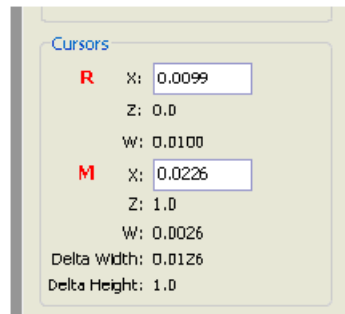 Cursors
R X: 0.0099
Z: 0.0
W: 0.0100
M X: 0.0226
Z: 1.0
W: 0.0026
Delta Width: 0.0126
Delta Height: 1.0